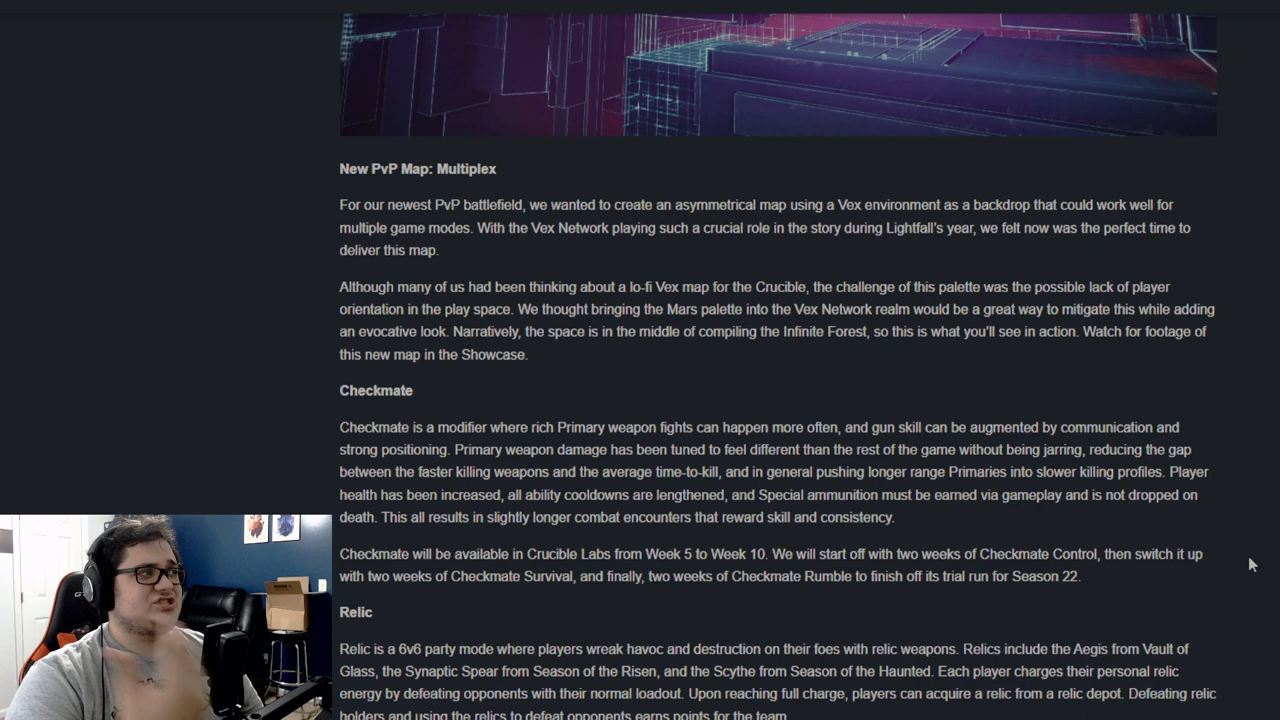 New PvP Map: Multiplex
For our newest PvP battlefield, we wanted to create an asymmetrical map using a Vex environment as a backdrop that could work well for
multiple game modes. With the Vex Network playing such a crucial role in the story during Lightfall's year, we felt now was the perfect time to
deliver this map.
Although many of us had been thinking about a lo-fi Vex map for the Crucible, the challenge of this palette was the possible lack of player
orientation in the play space. We thought bringing the Mars palette into the Vex Network realm would be a great way to mitigate this while adding
an evocative look. Narratively, the space is in the middle of compiling the Infinite Forest, so this is what you'll see in action. Watch for footage of
this new map in the Showcase.
Checkmate
Checkmate is a modifier where rich Primary weapon fights can happen more often, and gun skill can be augmented by communication and
strong positioning. Primary weapon damage has been tuned to feel different than the rest of the game without being jarring, reducing the gap
between the faster killing weapons and the average time-to-kill, and in general pushing longer range Primaries into slower killing profiles. Player
health has been increased, all ability cooldowns are lengthened, and Special ammunition must be earned via gameplay and is not dropped on
death. This all results in slightly longer combat encounters that reward skill and consistency.
Checkmate will be available in Crucible Labs from Week 5 to Week 10. We will start off with two weeks of Checkmate Control, then switch it up
with two weeks of Checkmate Survival, and finally, two weeks of Checkmate Rumble to finish off its trial run for Season 22.
Relic
Relic is a 6v6 party mode where players wreak havoc and destruction on their foes with relic weapons. Relics include the Aegis from Vault of
Glass, the Synaptic Spear from Season of the Risen, and the Scythe from Season of the Haunted. Each player charges their personal relic
energy by defeating opponents with their normal loadout. Upon reaching full charge, players can acquire a relic from a relic depot. Defeating relic
holders and using the relics to defeat opponents earns points for the team.